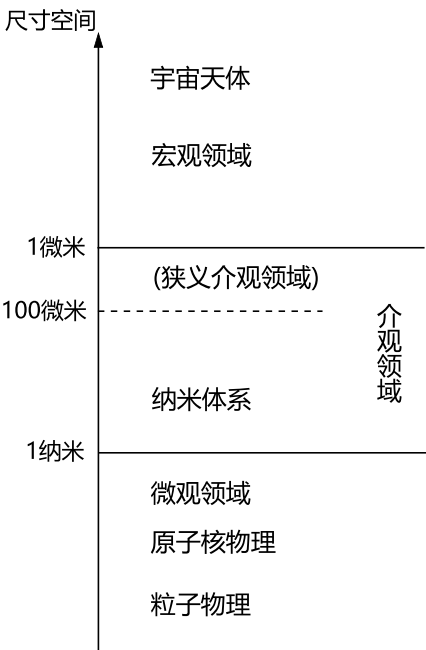 尺寸空间
宇宙天体
宏观领域
1微米
(狭义介观领域)
100微米
介观领域
纳米体系
1纳米
微观领域
原子核物理
粒子物理